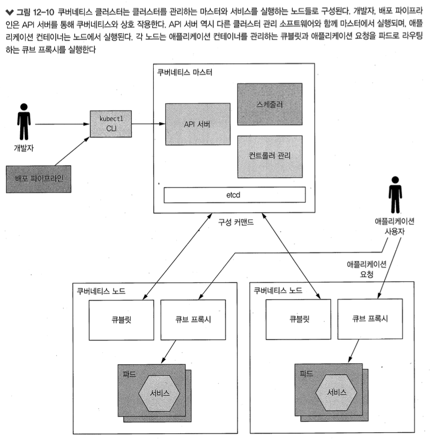 그림 12-10 쿠버네티스 클러스터는 클러스터를 관리하는 마스터와 서비스를 실행하는 노드들로 구성된다. 개발자, 배포 파이프라
인은 API 서버를 통해 쿠버네티스와 상호 작용한다. API 서버 역시 다른 클러스터 관리 소프트웨어와 함께 마스터에서 실행되며, 애플
리케이션 컨테이너는 노드에서 실행된다. 각 노드는 애플리케이션 컨테이너를 관리하는 큐블릿과 애플리케이션 요청을 파드로 라우팅
하는 큐브 프록시를 실행한다
쿠버네티스 마스터
스케줄러
API 서버
kubectl
CLI
개발자
컨트롤러 관리
배포 파이프라인
etcd
구성 커맨드
애플리케이션
사용자
애플리케이션
요청
쿠버네티스 노드
큐블릿
큐브 프록시
파드
서비스
쿠버네티스 노드
큐블릿
큐브 프록시
파드
서비스